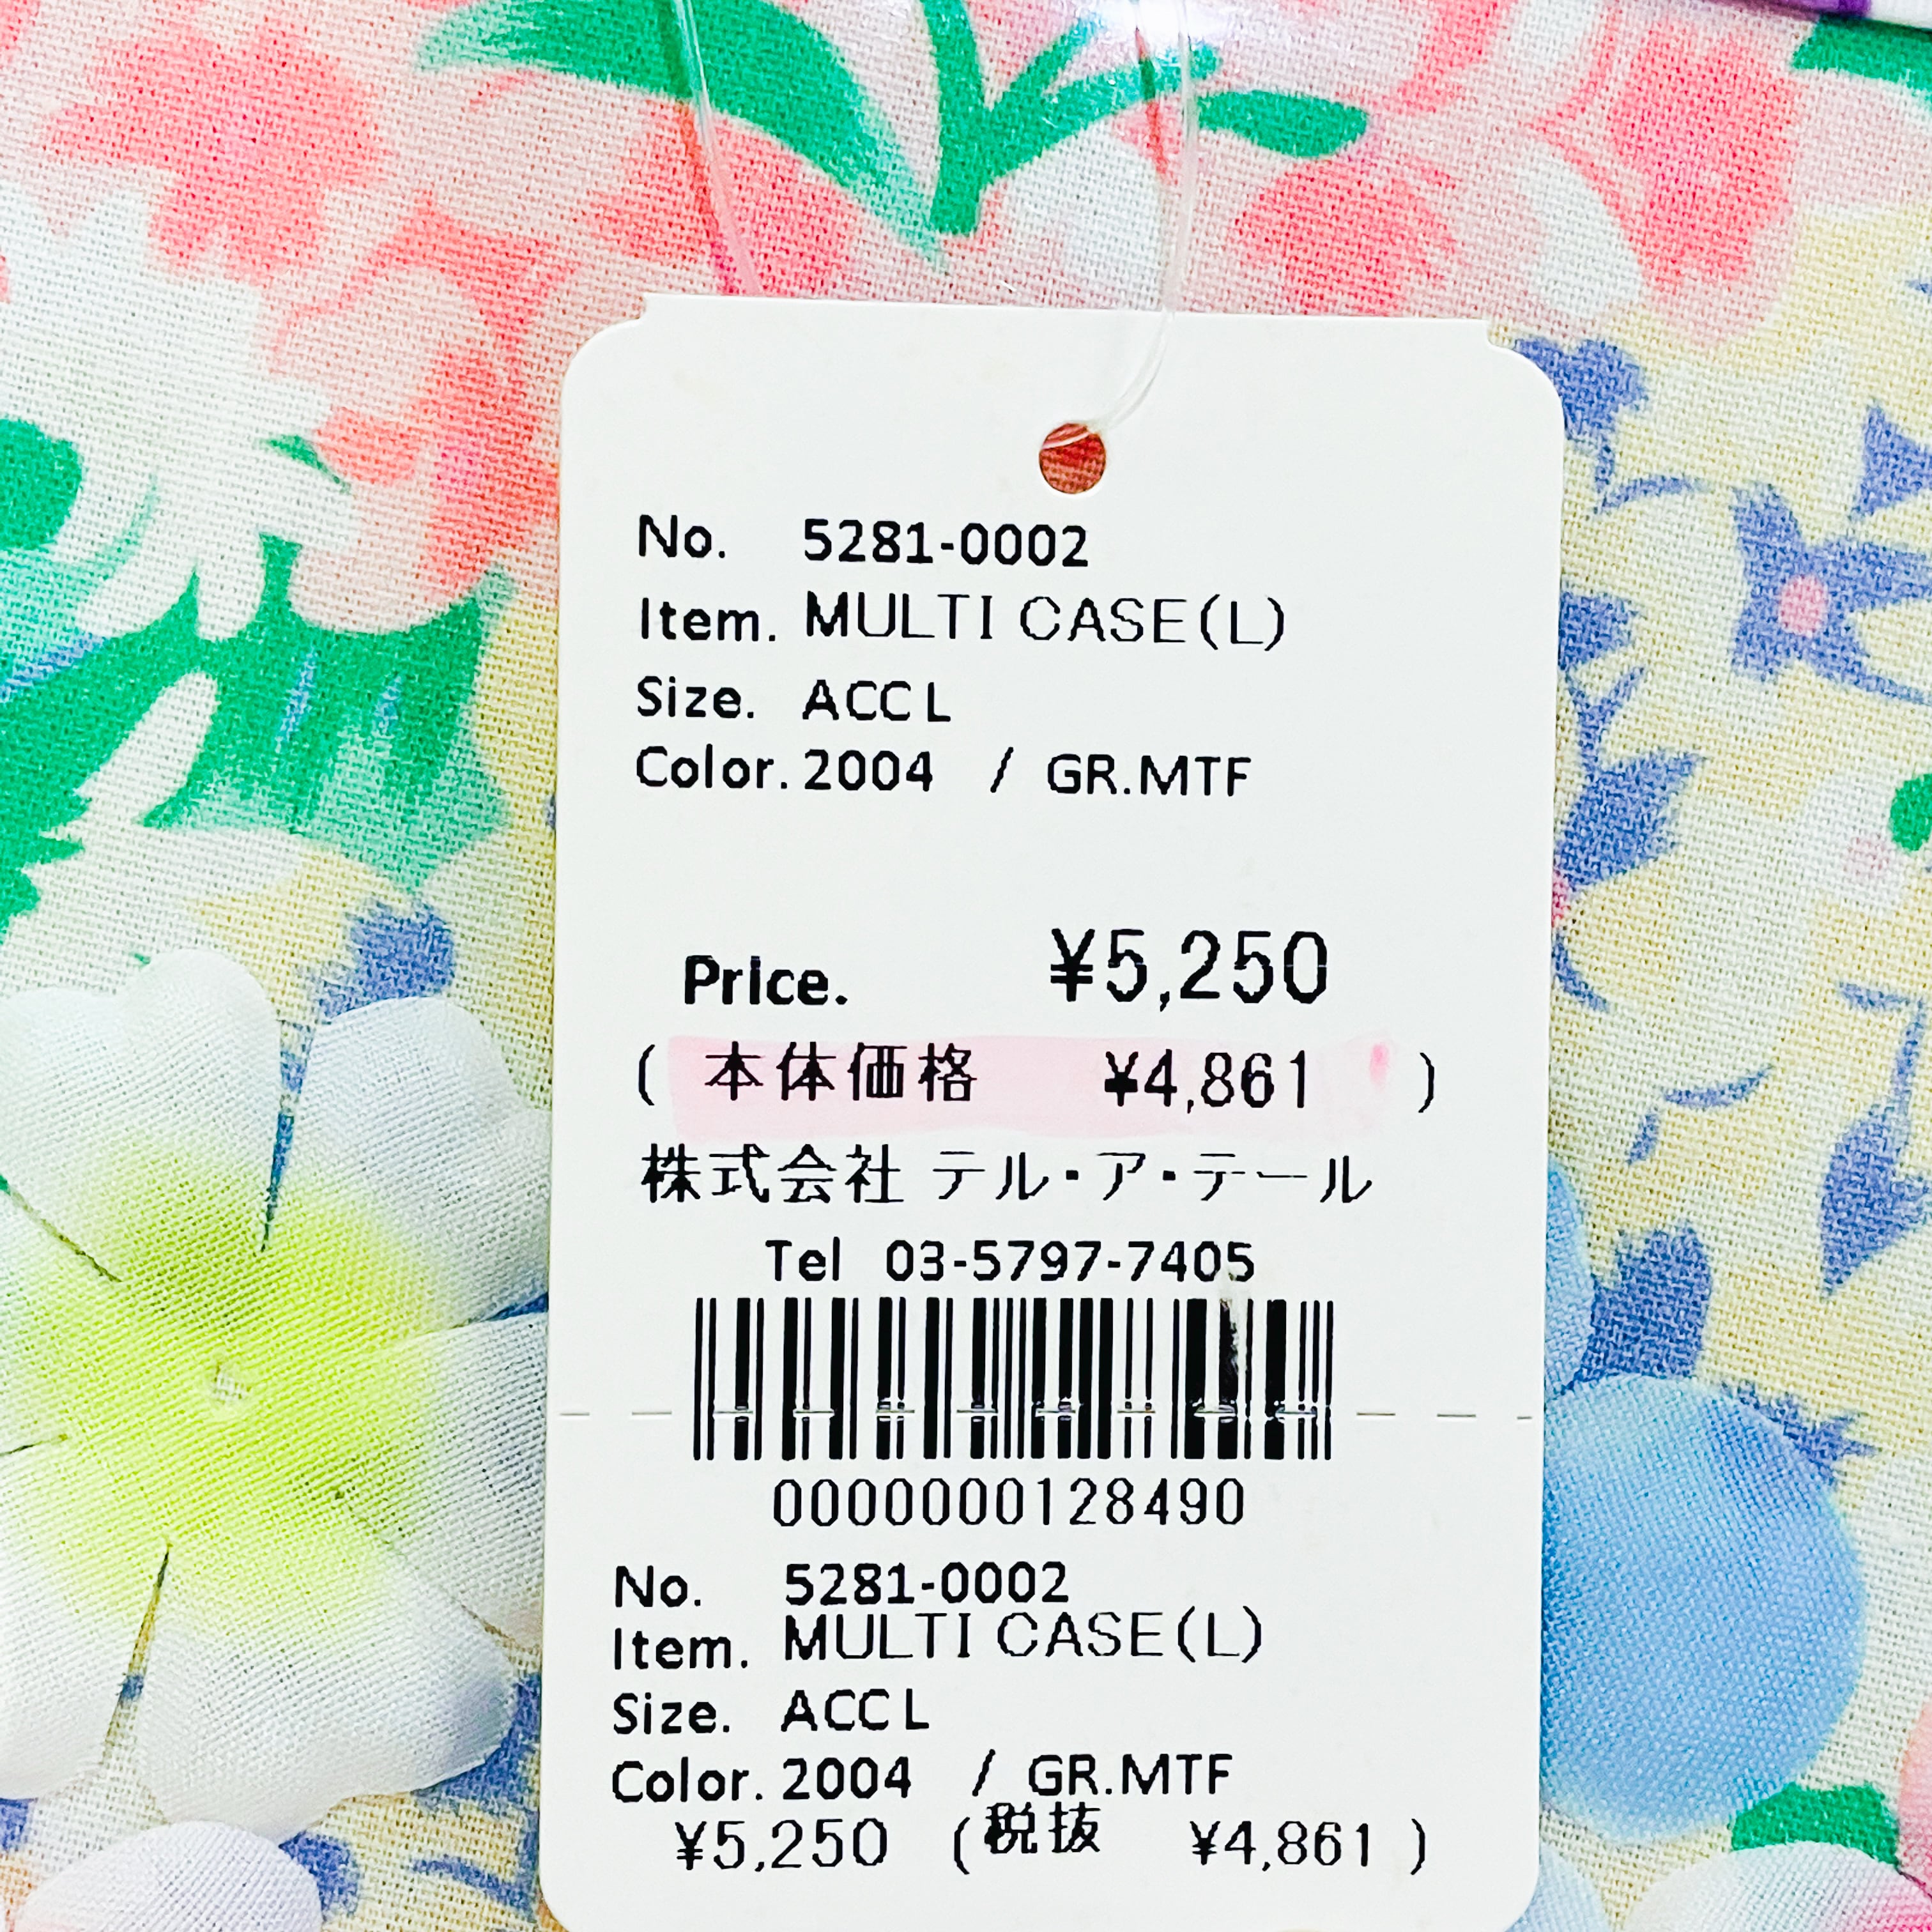 No. 5281-0002
Item. MULTI CASE(L)
Size. ACC L
Color. 2004 / GR.MTF
Price. ¥5,250
( 本体価格 ¥4,861 )
株式会社 テル・ア・テール
Tel 03-5797-7405
0000000128490
No. 5281-0002
Item. MULTI CASE(L)
Size. ACC L
Color. 2004 / GR.MTF
¥5,250 (税抜 ¥4,861 )